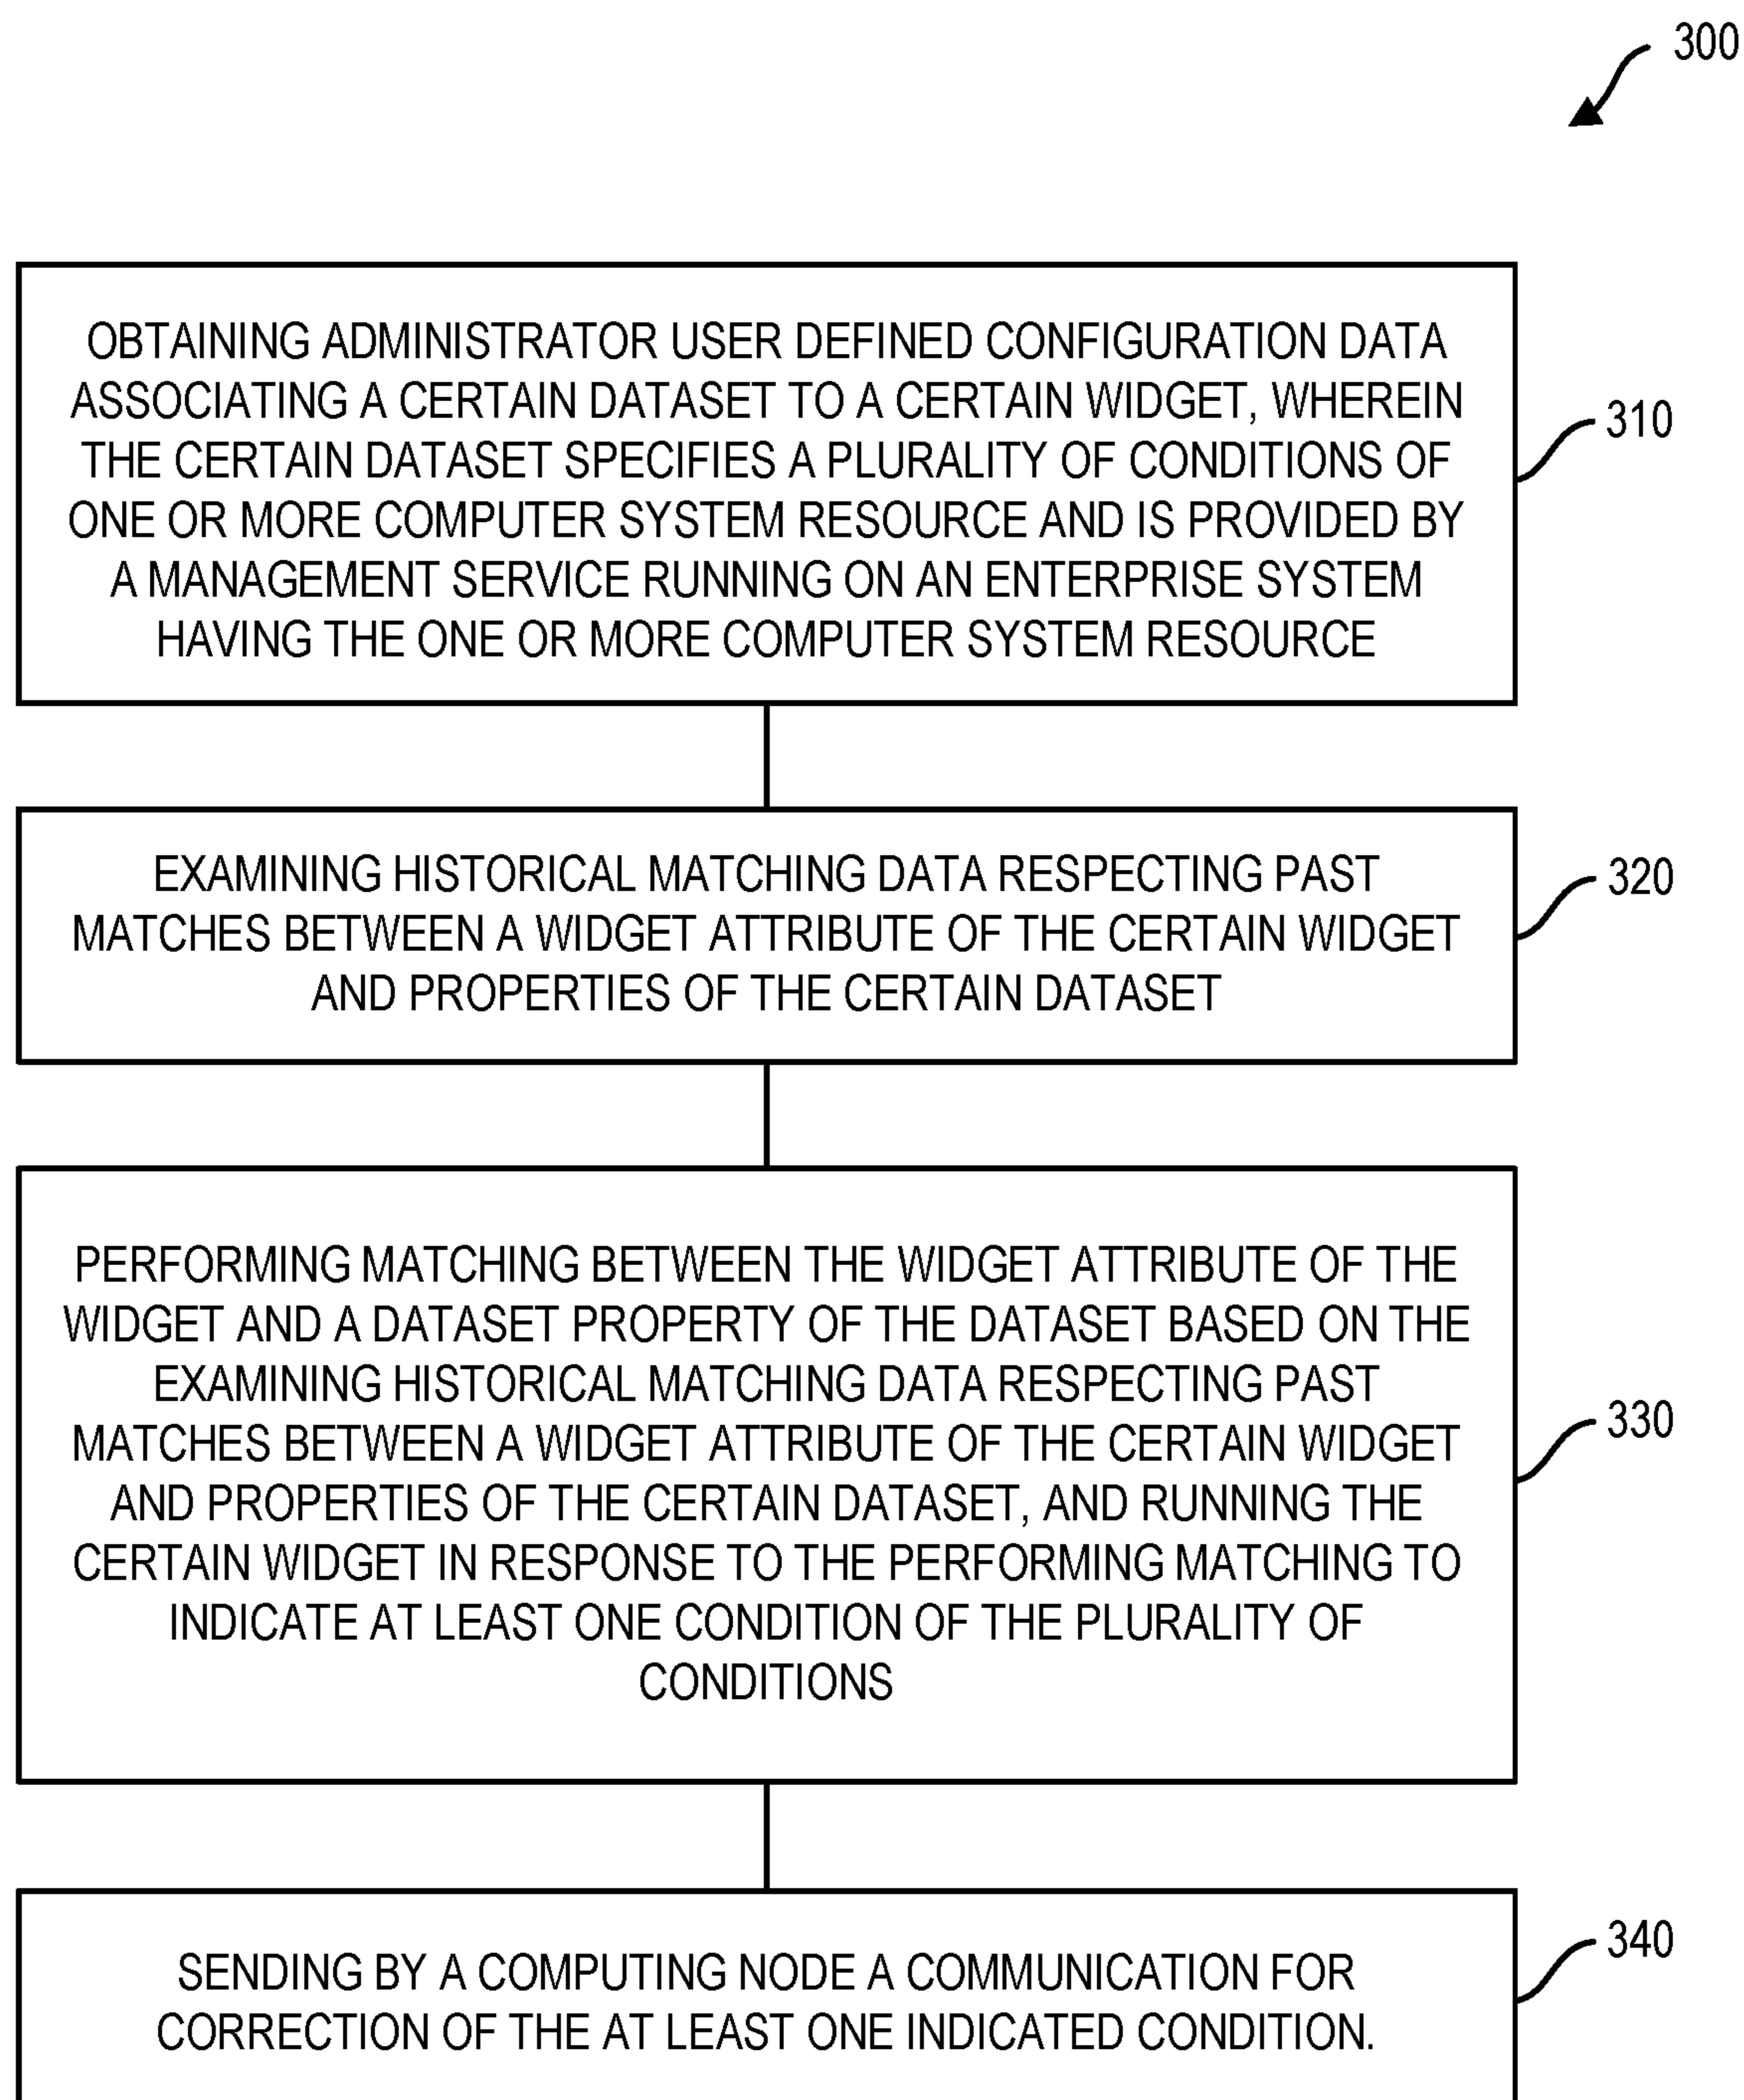 300
OBTAINING ADMINISTRATOR USER DEFINED CONFIGURATION DATA
ASSOCIATING A CERTAIN DATASET TO A CERTAIN WIDGET, WHEREIN
THE CERTAIN DATASET SPECIFIES A PLURALITY OF CONDITIONS OF
ONE OR MORE COMPUTER SYSTEM RESOURCE AND IS PROVIDED BY
A MANAGEMENT SERVICE RUNNING ON AN ENTERPRISE SYSTEM
HAVING THE ONE OR MORE COMPUTER SYSTEM RESOURCE
310
EXAMINING HISTORICAL MATCHING DATA RESPECTING PAST
MATCHES BETWEEN A WIDGET ATTRIBUTE OF THE CERTAIN WIDGET
AND PROPERTIES OF THE CERTAIN DATASET
320
PERFORMING MATCHING BETWEEN THE WIDGET ATTRIBUTE OF THE
WIDGET AND A DATASET PROPERTY OF THE DATASET BASED ON THE
EXAMINING HISTORICAL MATCHING DATA RESPECTING PAST
MATCHES BETWEEN A WIDGET ATTRIBUTE OF THE CERTAIN WIDGET
AND PROPERTIES OF THE CERTAIN DATASET, AND RUNNING THE
CERTAIN WIDGET IN RESPONSE TO THE PERFORMING MATCHING TO
INDICATE AT LEAST ONE CONDITION OF THE PLURALITY OF
CONDITIONS
330
SENDING BY A COMPUTING NODE A COMMUNICATION FOR
CORRECTION OF THE AT LEAST ONE INDICATED CONDITION.
340